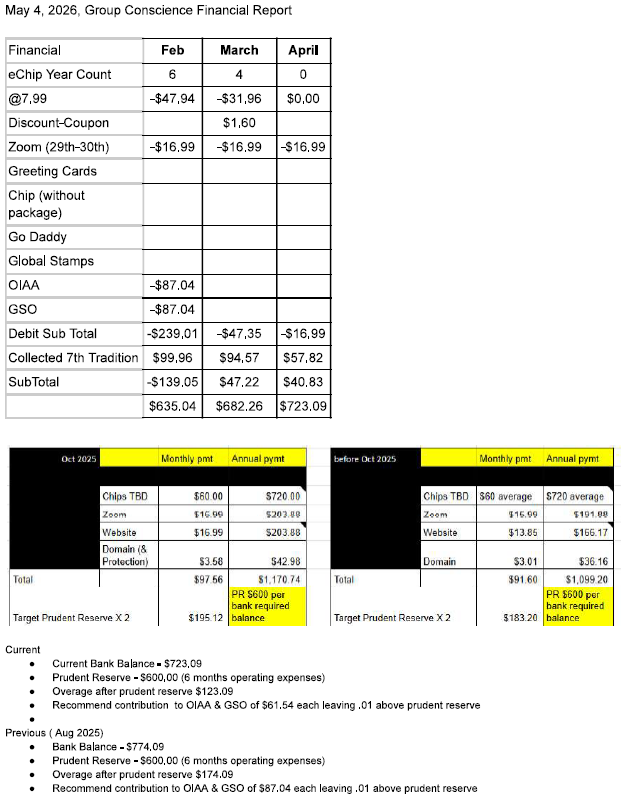 May 4, 2026, Group Conscience Financial Report
Financial Feb March April
eChip Year Count 6 4 0
@7,99 -$47,94 -$31,96 $0,00
Discount-Coupon $1,60
Zoom (29th-30th) -$16,99 -$16,99 -$16,99
Greeting Cards
Chip (without
package)
Go Daddy
Global Stamps
OIAA -$87.04
GSO -$87.04
Debit Sub Total -$239,01 -$47,35 -$16,99
Collected 7th Tradition $99,96 $94,57 $57,82
SubTotal -$139.05 $47.22 $40.83
$635.04 $682.26 $723.09
Oct 2025 Monthly pmt Annual pymt
Chips TBD $60.00 $720.00
Zoom $16.99 $203.88
Website $16.99 $203.88
Domain (&
Protection) $3.58 $42.98
Total $97.56 $1,170.74
PR $600 per
bank required
Target Prudent Reserve X 2 $195.12 balance
before Oct 2025 Monthly pmt Annual pymt
Chips TBD $60 average $720 average
Zoom $15.99 $191.88
Website $13.85 $166.17
Domain $3.01 $36.16
Total $91.60 $1,099.20
PR $600 per
bank required
Target Prudent Reserve X 2 $183.20 balance
Current
• Current Bank Balance - $723,09
• Prudent Reserve - $600,00 (6 months operating expenses)
• Overage after prudent reserve $123.09
• Recommend contribution to OIAA & GSO of $61.54 each leaving .01 above prudent reserve
•
Previous ( Aug 2025)
• Bank Balance - $774,09
• Prudent Reserve - $600,00 (6 months operating expenses)
• Overage after prudent reserve $174.09
• Recommend contribution to OIAA & GSO of $87.04 each leaving .01 above prudent reserve